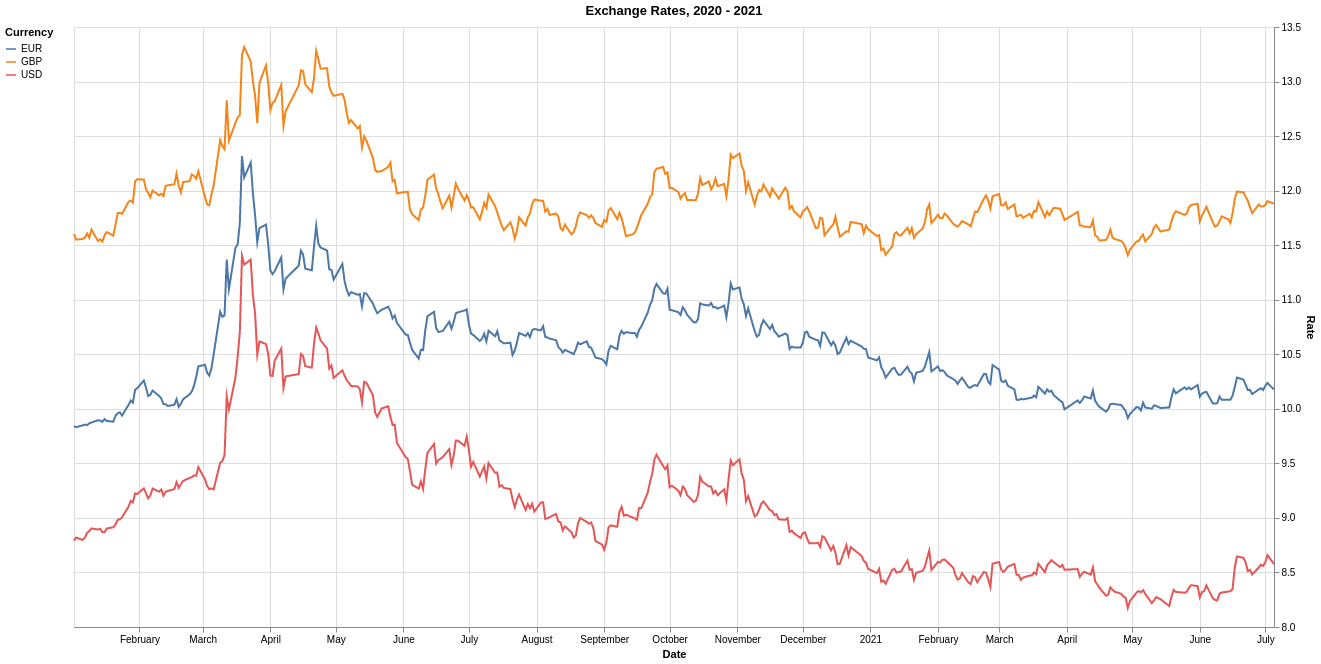 Exchange Rates, 2020 - 2021
Currency
EUR
GBP
USD
13.5
13.0
12.5
12.0
11.5
11.0
10.5
10.0
9.5
9.0
8.5
8.0
Rate
February March April May June July August September October November December 2021 February March April May June July
Date